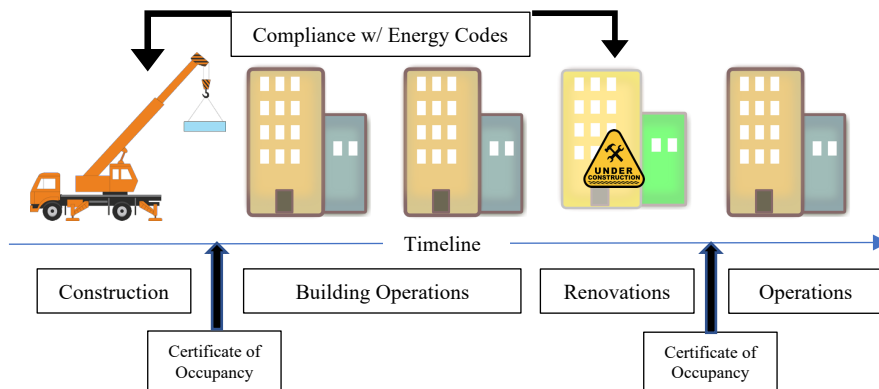 Compliance w/ Energy Codes
UNDER
CONSTRUCTION
Timeline
Construction
Building Operations
Renovations
Operations
Certificate of
Occupancy
Certificate of
Occupancy